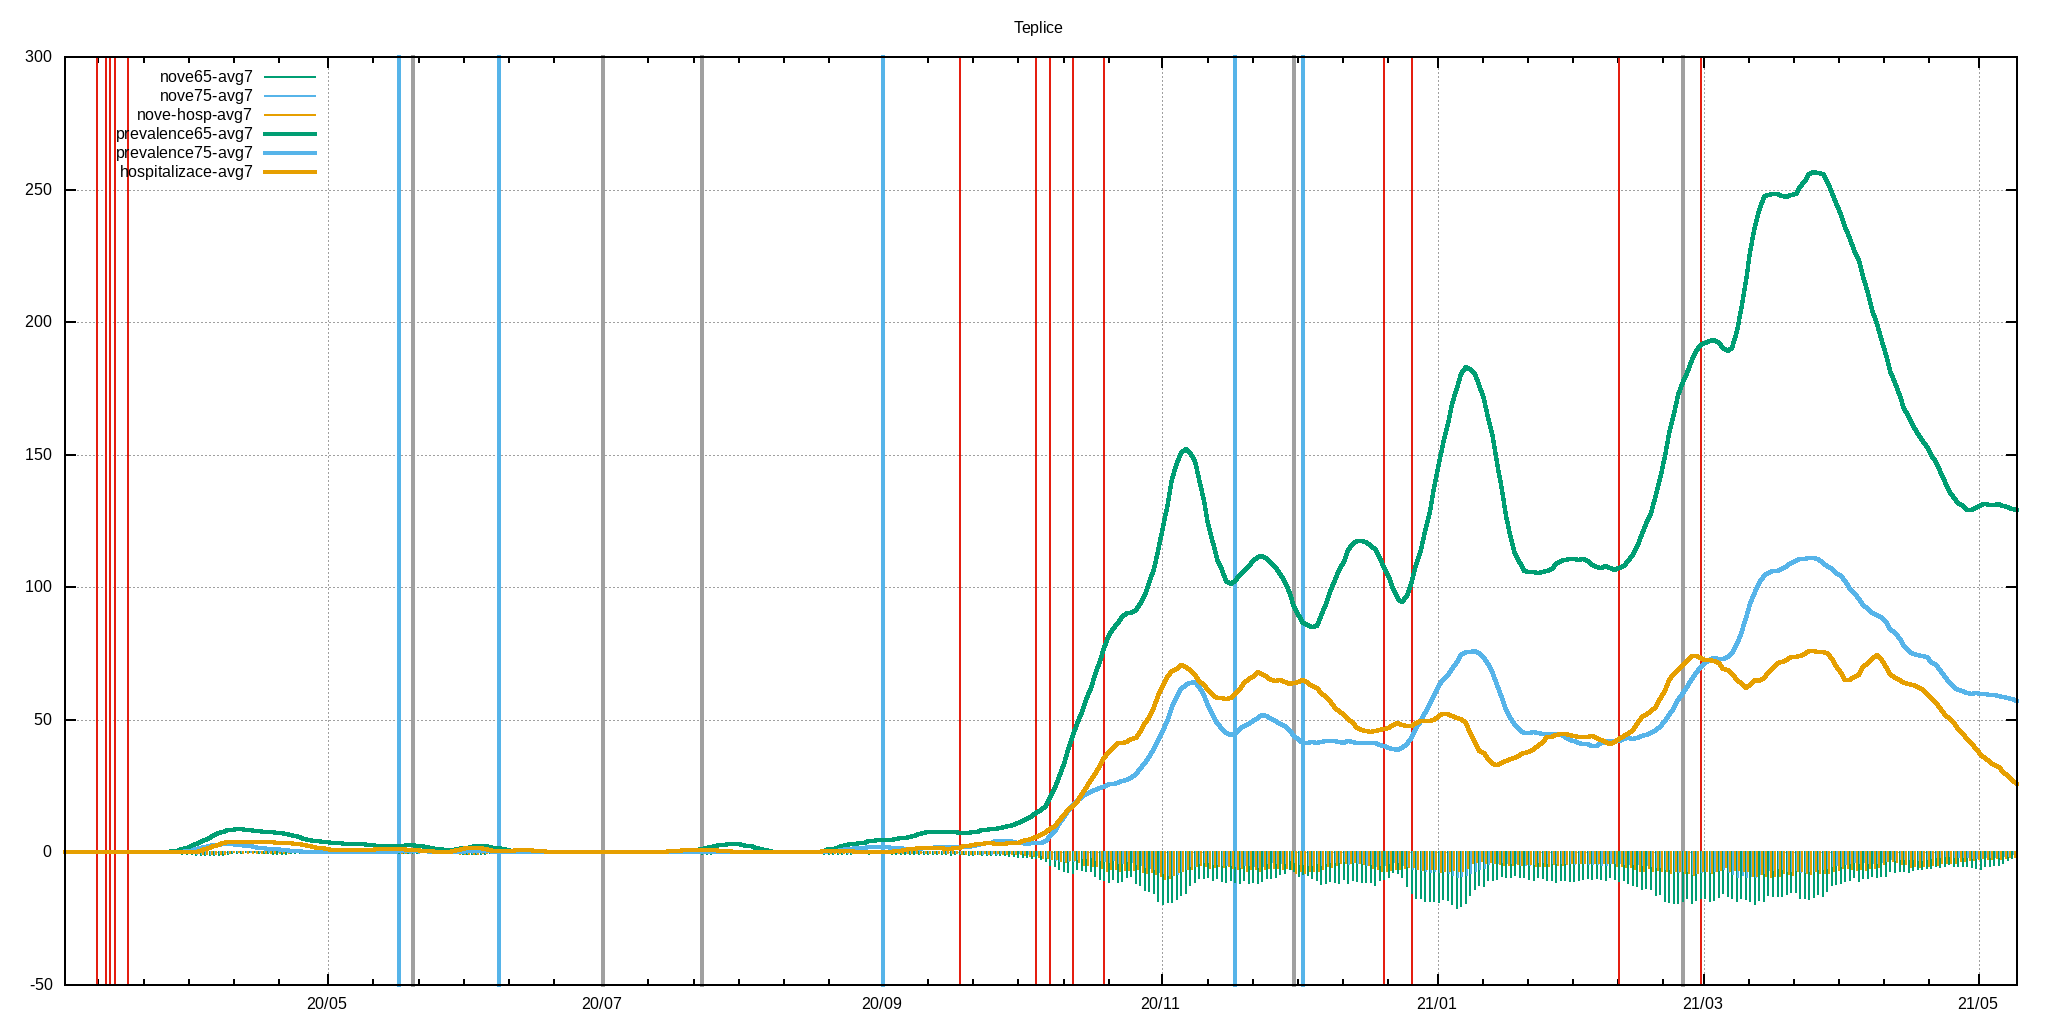 Teplice
300
250
200
150
100
50
0
-50
nove65-avg7
nove75-avg7
nove-hosp-avg7
prevalence65-avg7
prevalence75-avg7
hospitalizace-avg7
20/05 20/07 20/09 20/11 21/01 21/03 21/05